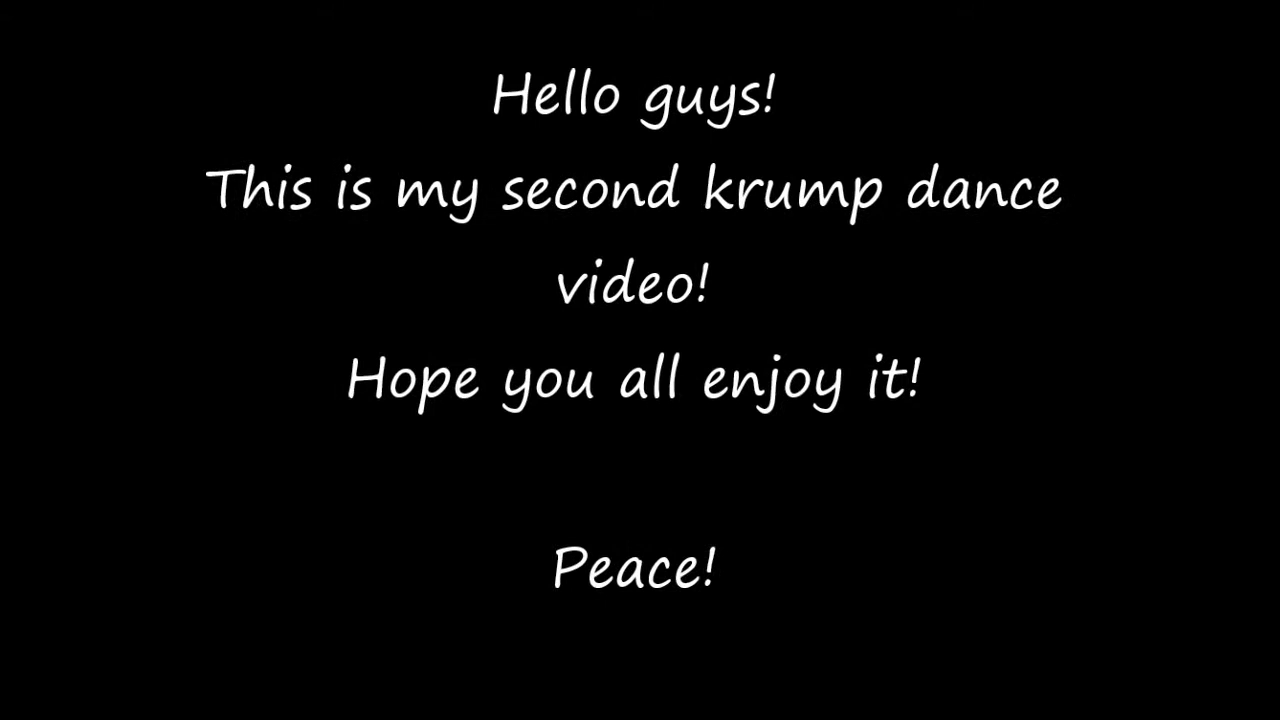 Hello guys!
This is my second krump dance
video!
Hope you all enjoy it!
Peace!